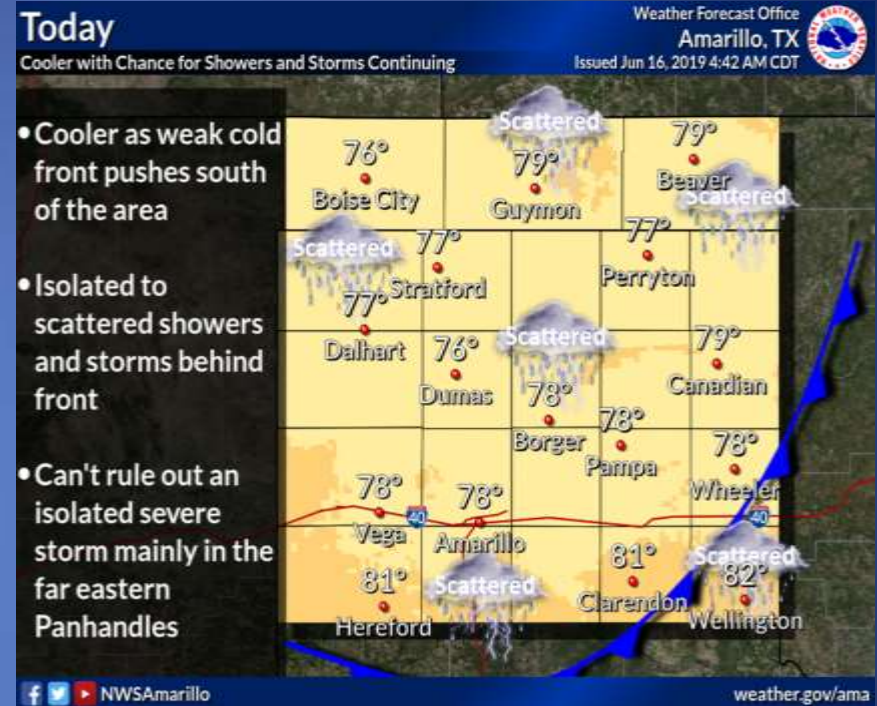 Today
Weather Forecast Office
Amarillo, TX
Cooler with Chance for Showers and Storms Continuing
Issued Jun 16, 2019 4:42 AM CDT
• Cooler as weak cold
front pushes south
of the area
• Isolated to
scattered showers
and storms behind
front
• Can't rule out an
isolated severe
storm mainly in the
far eastern
Panhandles
Scattered
76°
Boise City
79°
Guymon
79°
Beaver
Scattered
Scattered
77°
Stratford
77°
Perryton
77°
Dalhart
Scattered
76°
Dumas
79°
Canadian
78°
Borger
78°
Pampa
78°
Wheeler
78°
Vega
40
78°
Amarillo
40
Scattered
81°
Hereford
Scattered
81°
Clarendon
82°
Wellington
NWSAmarillo
weather.gov/ama